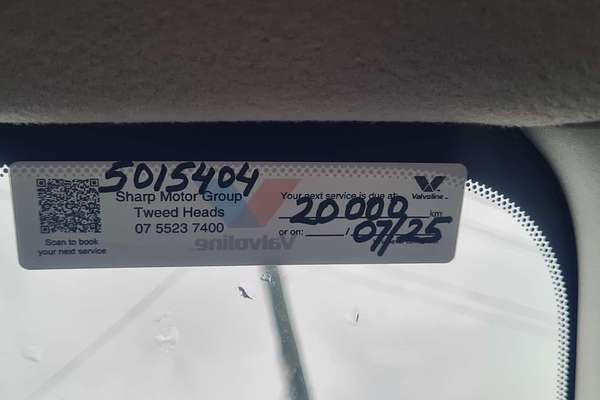 5015404
Sharp Motor Group
Tweed Heads
07 5523 7400
Scan to book
your next service
Your next service is due at:
20000 km
or on: / 07/25
Valvoline
Valvoline